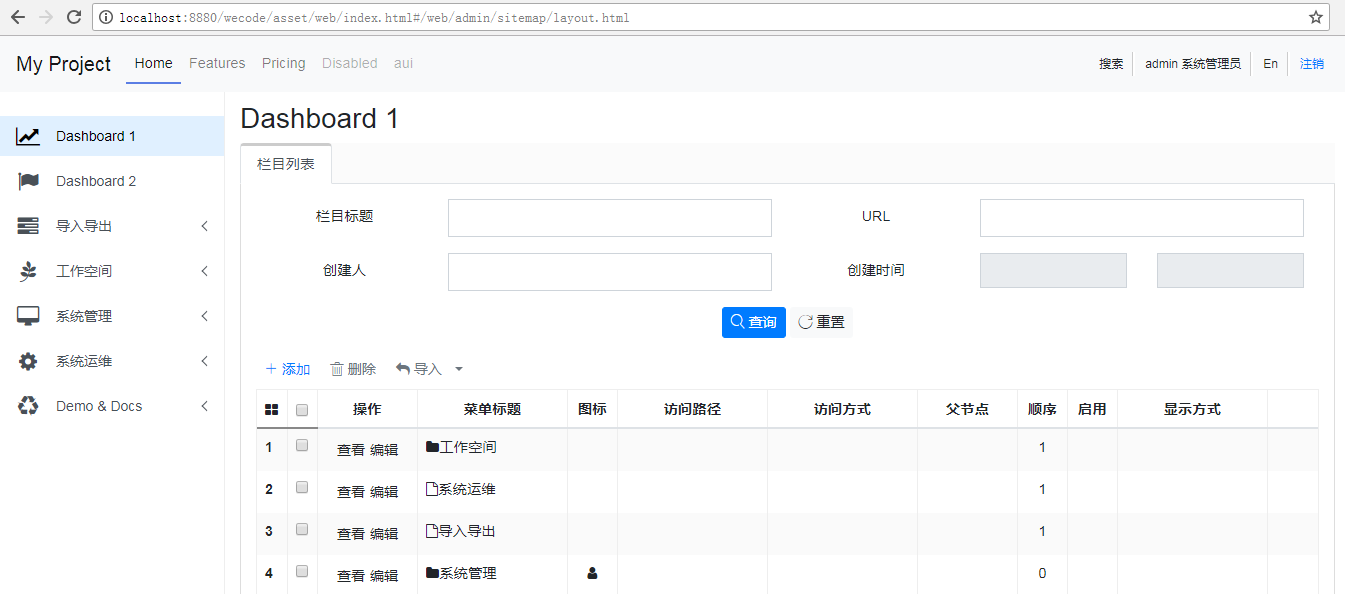 localhost:8880/wecode/asset/web/index.html#/web/admin/sitemap/layout.html
My Project Home Features Pricing Disabled aui 搜索 admin 系统管理员 En 注销
Dashboard 1
Dashboard 2
导入导出
工作空间
系统管理
系统运维
Demo & Docs
Dashboard 1
栏目列表
栏目标题 URL
创建人 创建时间
查询 重置
添加 删除 导入
操作 菜单标题 图标 访问路径 访问方式 父节点 顺序 启用 显示方式
1 查看 编辑 工作空间 1
2 查看 编辑 系统运维 1
3 查看 编辑 导入导出 1
4 查看 编辑 系统管理 0